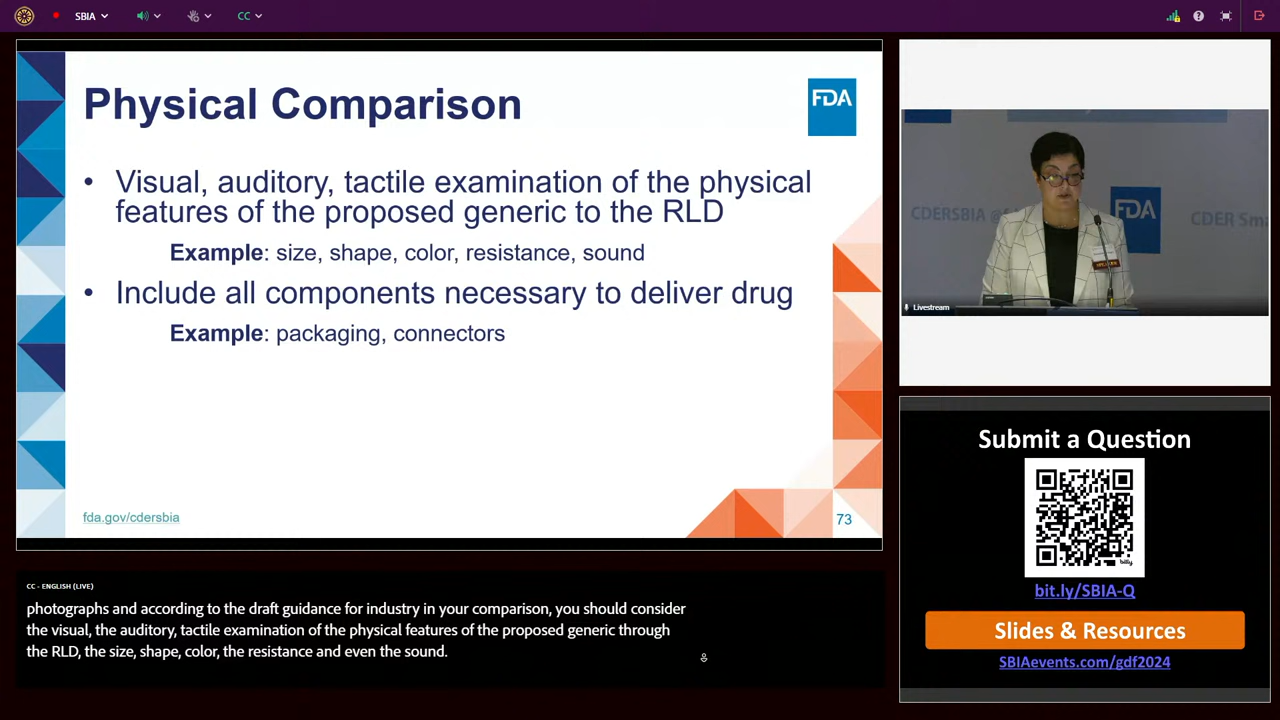 SBIA
CC
Physical Comparison
FDA
• Visual, auditory, tactile examination of the physical
features of the proposed generic to the RLD
Example: size, shape, color, resistance, sound
• Include all components necessary to deliver drug
Example: packaging, connectors
fda.gov/cdersbia
73
CDERSBIA
FDA
CDER Sma
Livestream
CC - ENGLISH (LIVE)
photographs and according to the draft guidance for industry in your comparison, you should consider
the visual, the auditory, tactile examination of the physical features of the proposed generic through
the RLD, the size, shape, color, the resistance and even the sound.
Submit a Question
bitly
bit.ly/SBIA-Q
Slides & Resources
SBIAevents.com/gdf2024